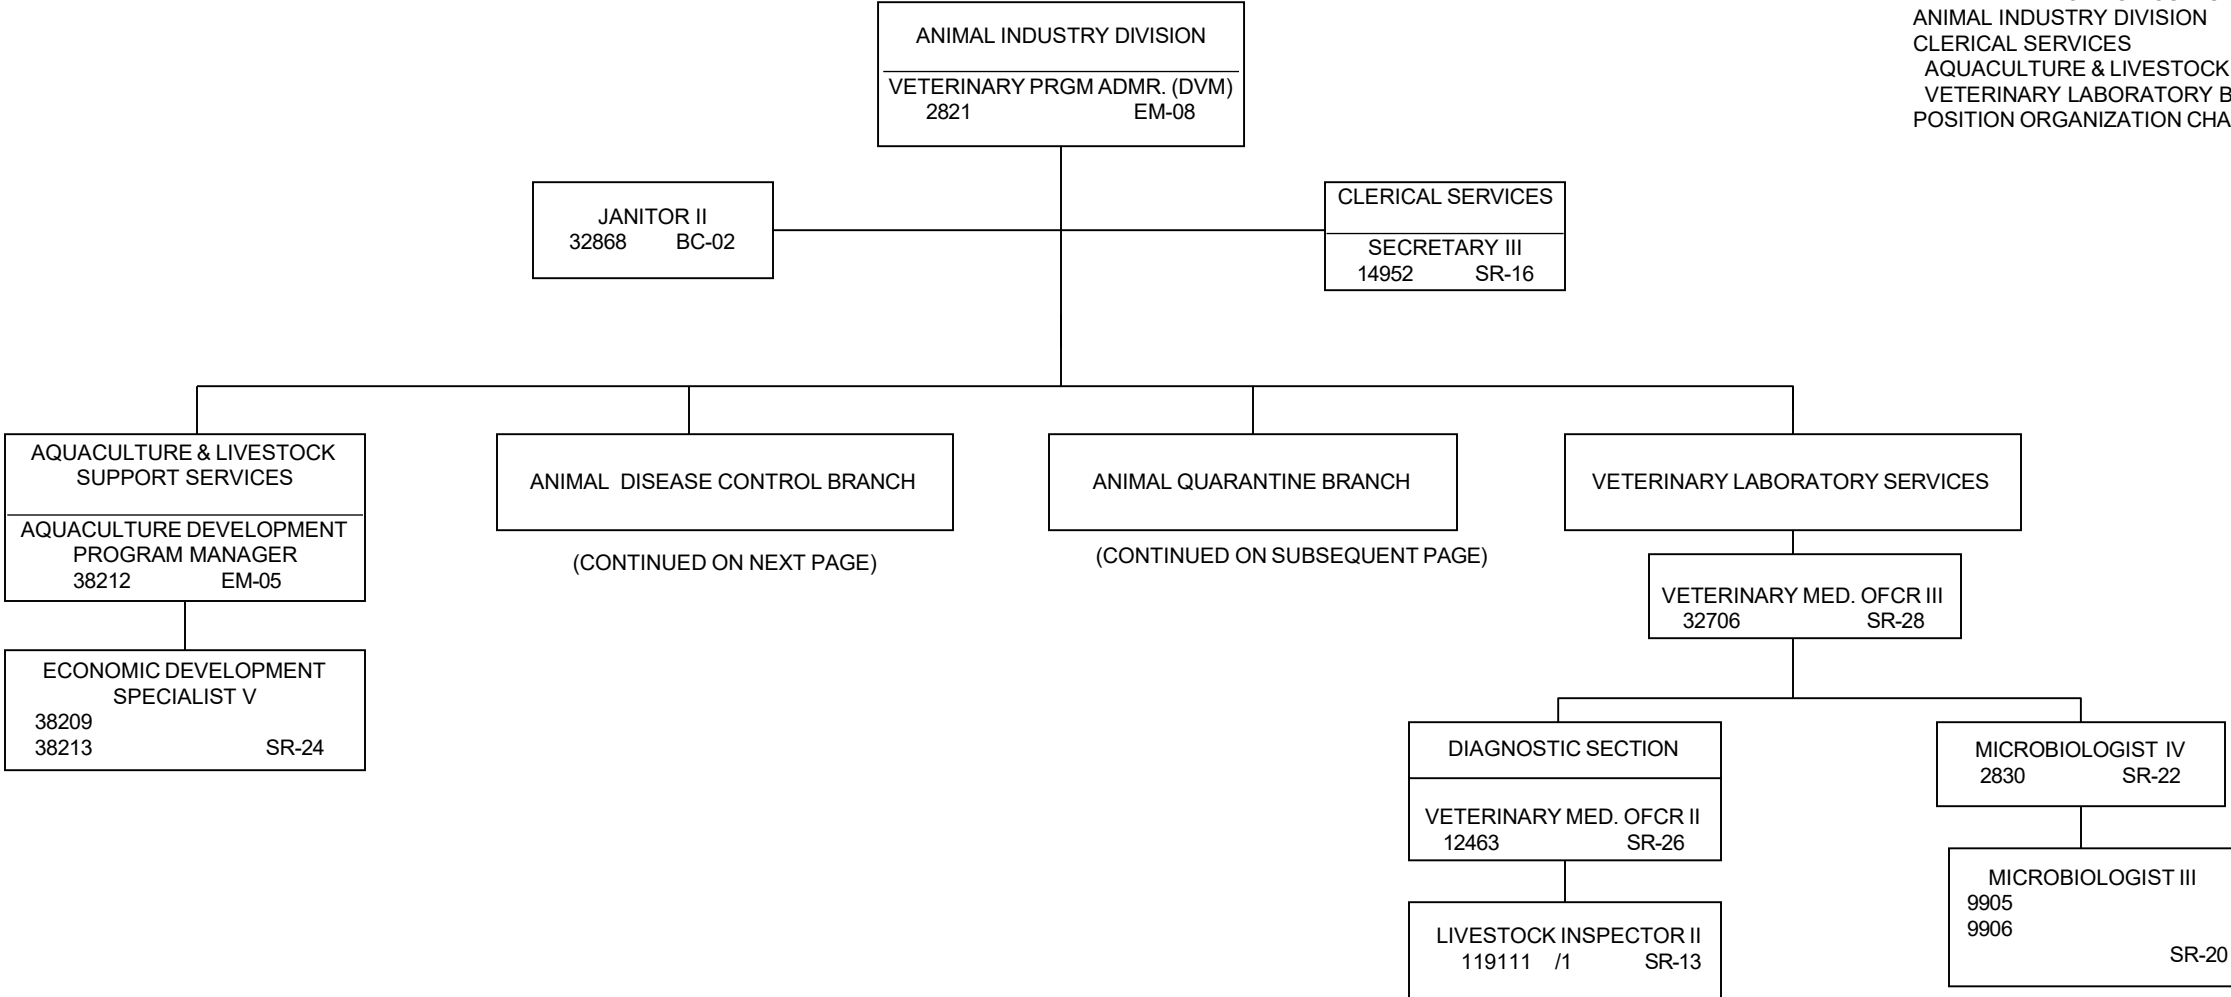 ANIMAL INDUSTRY DIVISION
CLERICAL SERVICES
AQUACULTURE & LIVESTOCK
VETERINARY LABORATORY
POSITION ORGANIZATION
ANIMAL INDUSTRY DIVISION
VETERINARY PRGM ADMR. (DVM)
2821 EM-08
JANITOR II
32868 BC-02
CLERICAL SERVICES
SECRETARY III
14952 SR-16
AQUACULTURE & LIVESTOCK
SUPPORT SERVICES
AQUACULTURE DEVELOPMENT
PROGRAM MANAGER
38212 EM-05
ECONOMIC DEVELOPMENT
SPECIALIST V
38209
38213 SR-24
ANIMAL DISEASE CONTROL BRANCH
(CONTINUED ON NEXT PAGE)
ANIMAL QUARANTINE BRANCH
(CONTINUED ON SUBSEQUENT PAGE)
VETERINARY LABORATORY SERVICES
VETERINARY MED. OFCR III
32706 SR-28
DIAGNOSTIC SECTION
VETERINARY MED. OFCR II
12463 SR-26
LIVESTOCK INSPECTOR II
119111 /1 SR-13
MICROBIOLOGIST IV
2830 SR-22
MICROBIOLOGIST III
9905
9906
SR-20